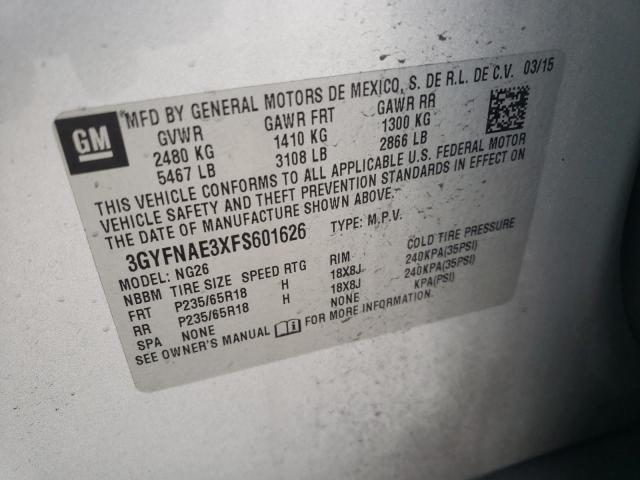 GM
MFD BY GENERAL MOTORS DE MEXICO, S. DE R.L. DE C.V. 03/15
GVWR GAWR FRT GAWR RR
2480 KG 1410 KG 1300 KG
5467 LB 3108 LB 2866 LB
THIS VEHICLE CONFORMS TO ALL APPLICABLE U.S. FEDERAL MOTOR
VEHICLE SAFETY AND THEFT PREVENTION STANDARDS IN EFFECT ON
THE DATE OF MANUFACTURE SHOWN ABOVE.
3GYFNAE3XFS601626 TYPE: M.P.V.
MODEL: NG26
NBBM TIRE SIZE SPEED RTG RIM COLD TIRE PRESSURE
FRT P235/65R18 H 18X8J 240KPA(35PSI)
RR P235/65R18 H 18X8J 240KPA(35PSI)
SPA NONE NONE KPA(PSI)
SEE OWNER'S MANUAL FOR MORE INFORMATION.